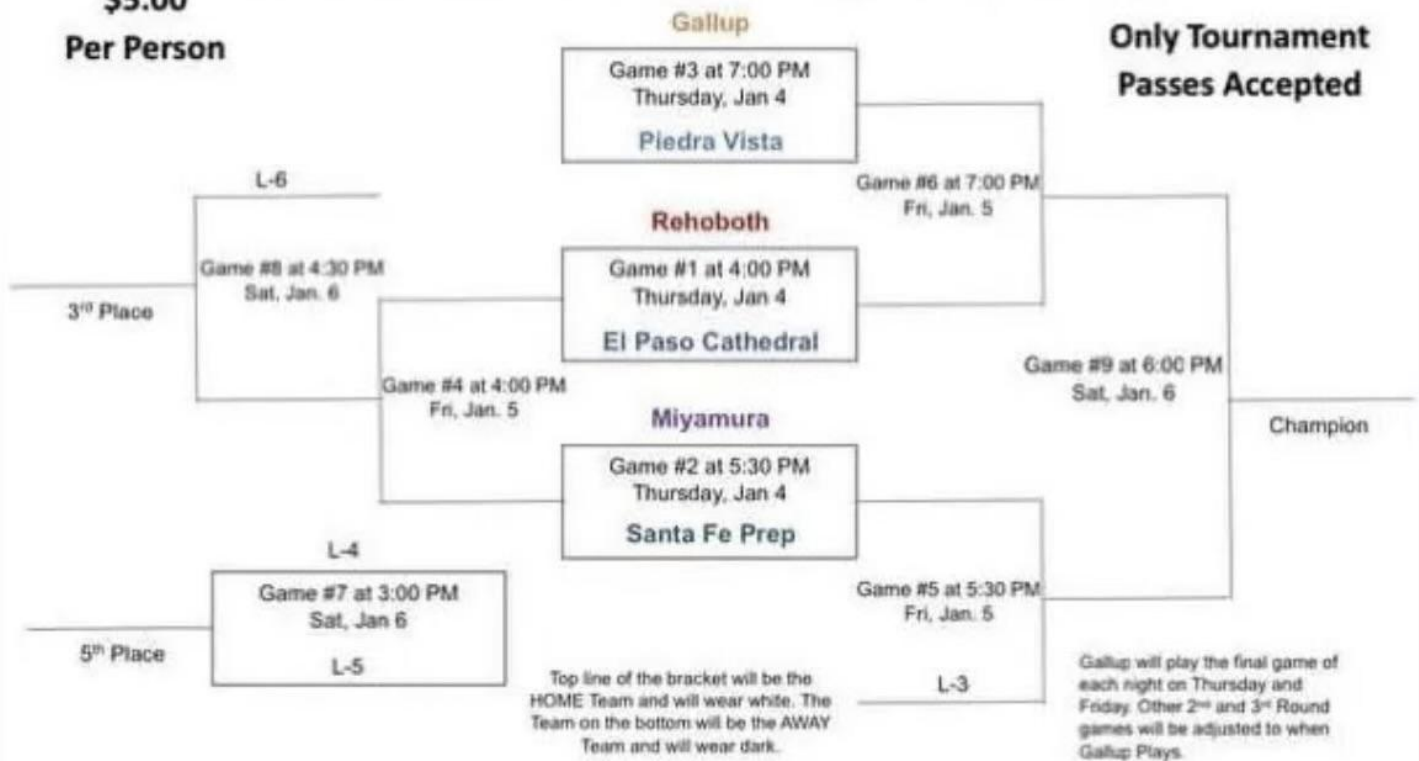 $5.00
Per Person
Only Tournament
Passes Accepted
Gallup
Game #3 at 7:00 PM
Thursday, Jan 4
Piedra Vista
L-6
Game #6 at 7:00 PM
Fri, Jan. 5
Rehoboth
Game #1 at 4:00 PM
Thursday, Jan 4
El Paso Cathedral
Game #8 at 4:30 PM
Sat, Jan. 6
3rd Place
Game #4 at 4:00 PM
Fri, Jan. 5
Game #9 at 6:00 PM
Sat, Jan. 6
Champion
Miyamura
Game #2 at 5:30 PM
Thursday, Jan 4
Santa Fe Prep
L-4
Game #7 at 3:00 PM
Sat, Jan 6
L-5
5th Place
Game #5 at 5:30 PM
Fri, Jan. 5
L-3
Top line of the bracket will be the
HOME Team and will wear white. The
Team on the bottom will be the AWAY
Team and will wear dark.
Gallup will play the final game of
each night on Thursday and
Friday. Other 2nd and 3rd Round
games will be adjusted to when
Gallup Plays.